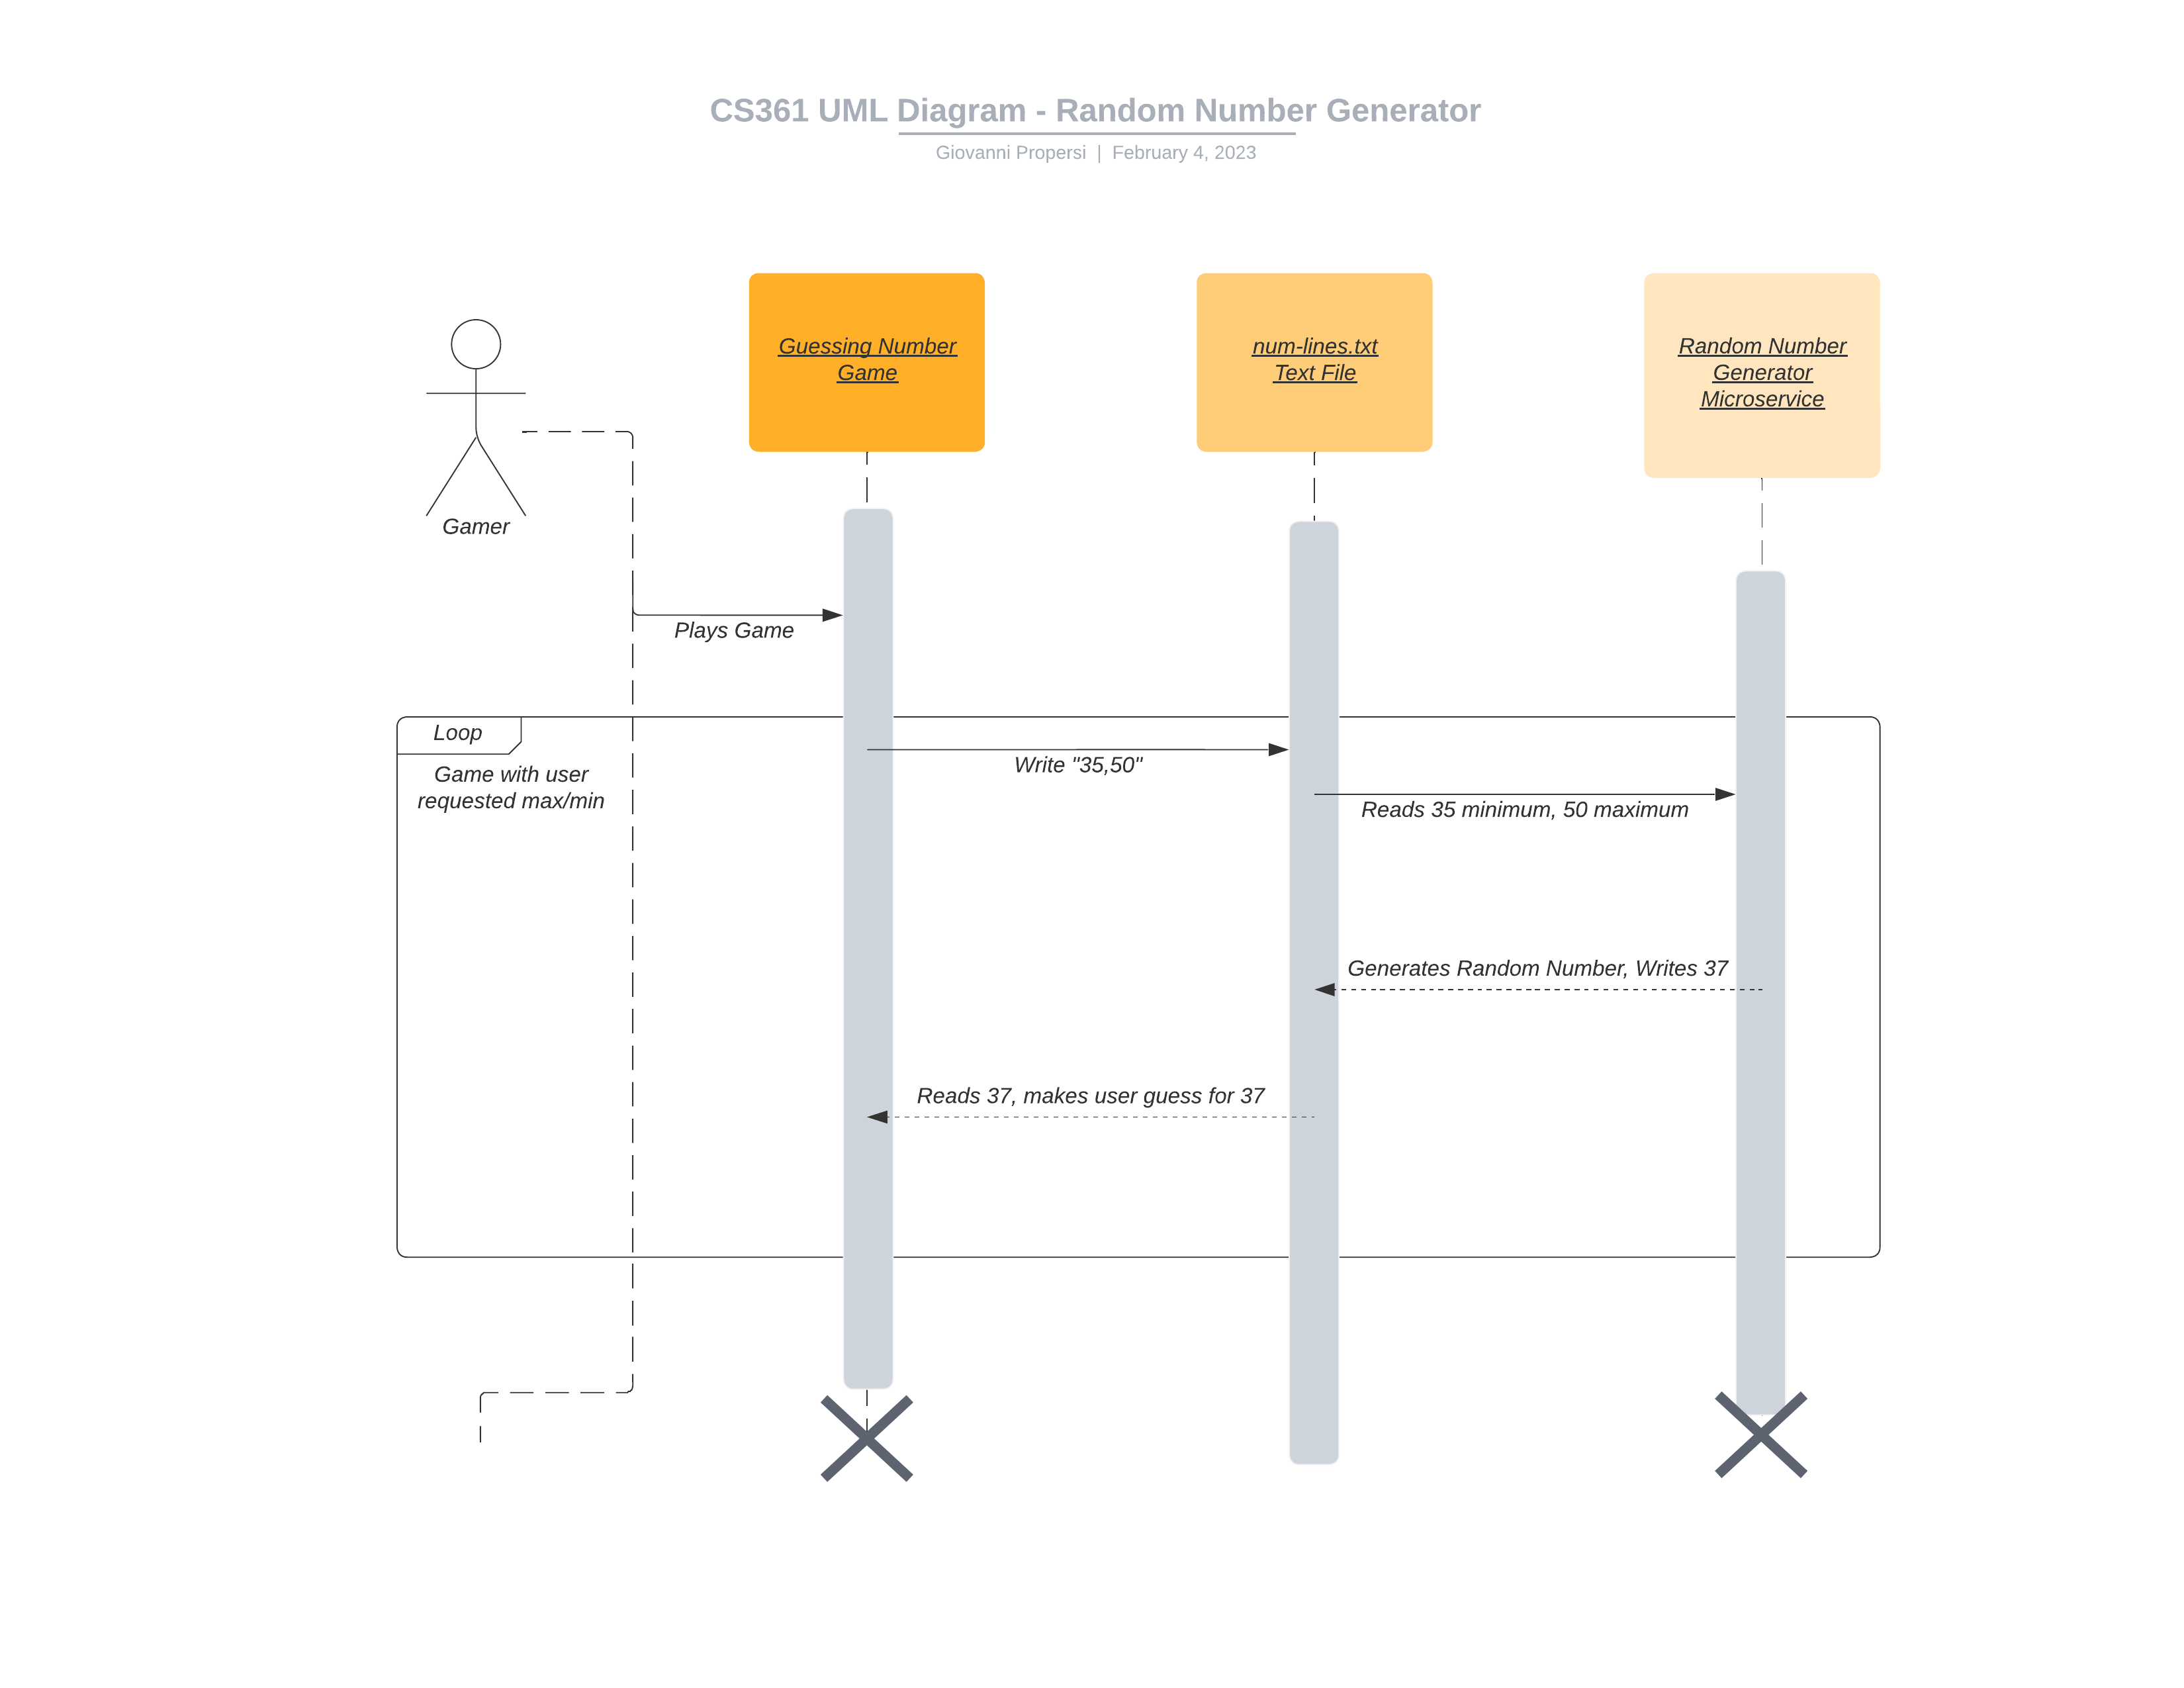 CS361 UML Diagram - Random Number Generator
Giovanni Propersi | February 4, 2023
Guessing Number
Game
num-lines.txt
Text File
Random Number
Generator
Microservice
Gamer
Plays Game
Loop
Game with user
requested max/min
Write "35,50"
Reads 35 minimum, 50 maximum
Generates Random Number, Writes 37
Reads 37, makes user guess for 37